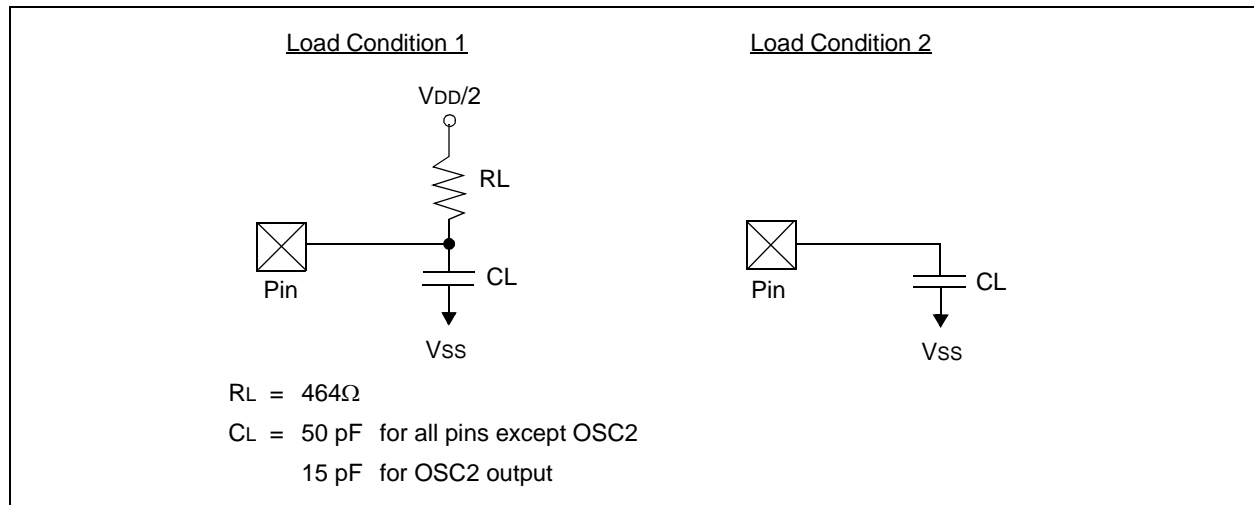 Load Condition 1
Load Condition 2
VDD/2
RL
Pin
CL
VSS
Pin
CL
VSS
RL = 464Ω
CL = 50 pF for all pins except OSC2
15 pF for OSC2 output